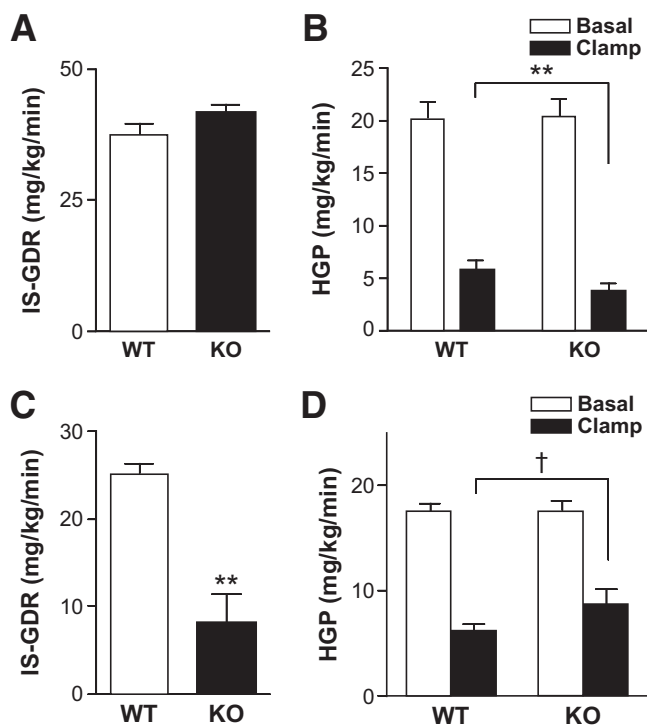 A
50
25
0
IS-GDR (mg/kg/min)
WT KO
B
Basal
Clamp
25
20
15
10
5
0
HGP (mg/kg/min)
**
WT KO
C
30
20
10
0
IS-GDR (mg/kg/min)
**
WT KO
D
Basal
Clamp
20
10
0
HGP (mg/kg/min)
†
WT KO